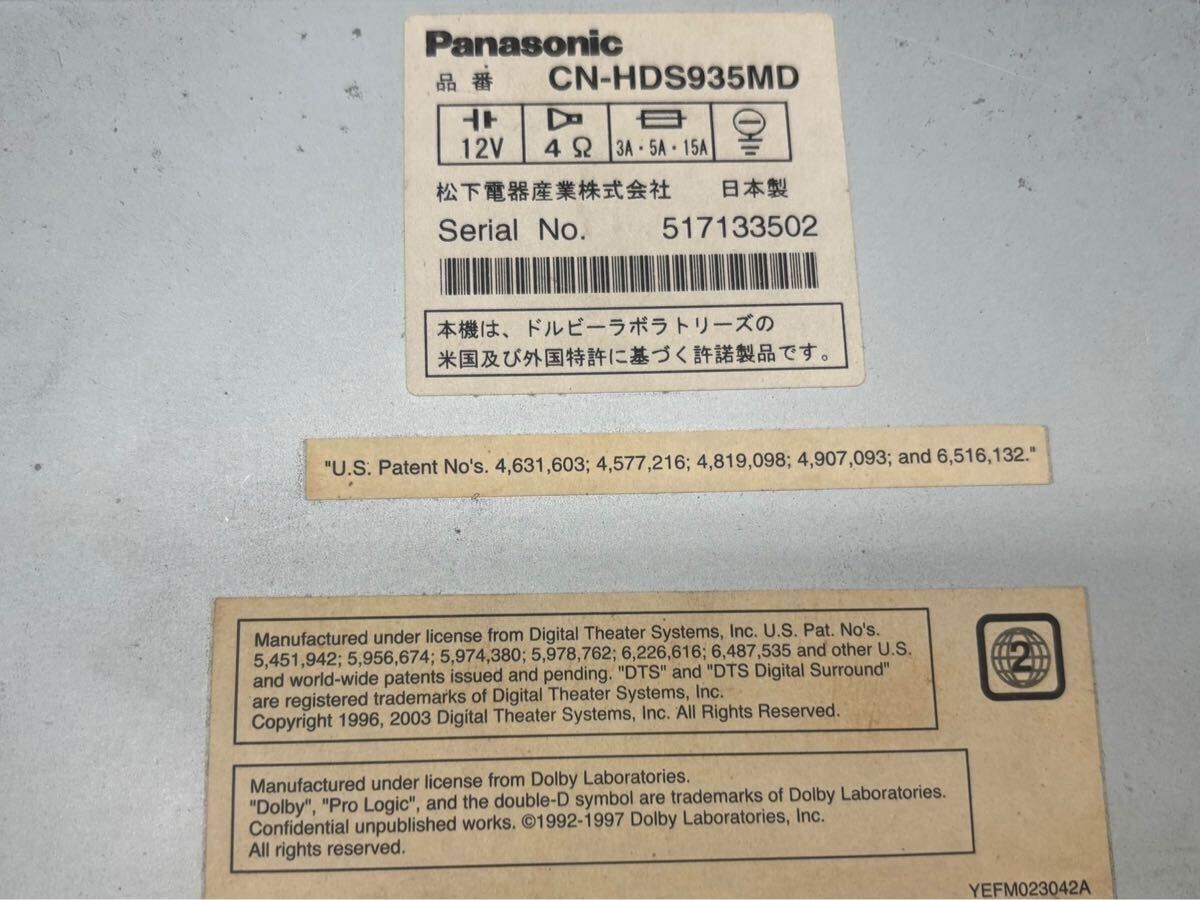 Panasonic
品番 CN-HDS935MD
12V 4Ω 3A・5A・15A
松下電器産業株式会社 日本製
Serial No. 517133502
本機は、ドルビーラボラトリーズの
米国及び外国特許に基づく許諾製品です。
"U.S. Patent No's. 4,631,603; 4,577,216; 4,819,098; 4,907,093; and 6,516,132."
Manufactured under license from Digital Theater Systems, Inc. U.S. Pat. No's.
5,451,942; 5,956,674; 5,974,380; 5,978,762; 6,226,616; 6,487,535 and other U.S.
and world-wide patents issued and pending. "DTS" and "DTS Digital Surround"
are registered trademarks of Digital Theater Systems, Inc.
Copyright 1996, 2003 Digital Theater Systems, Inc. All Rights Reserved.
2
Manufactured under license from Dolby Laboratories.
"Dolby", "Pro Logic", and the double-D symbol are trademarks of Dolby Laboratories.
Confidential unpublished works. ©1992-1997 Dolby Laboratories, Inc.
All rights reserved.
YEFM023042A